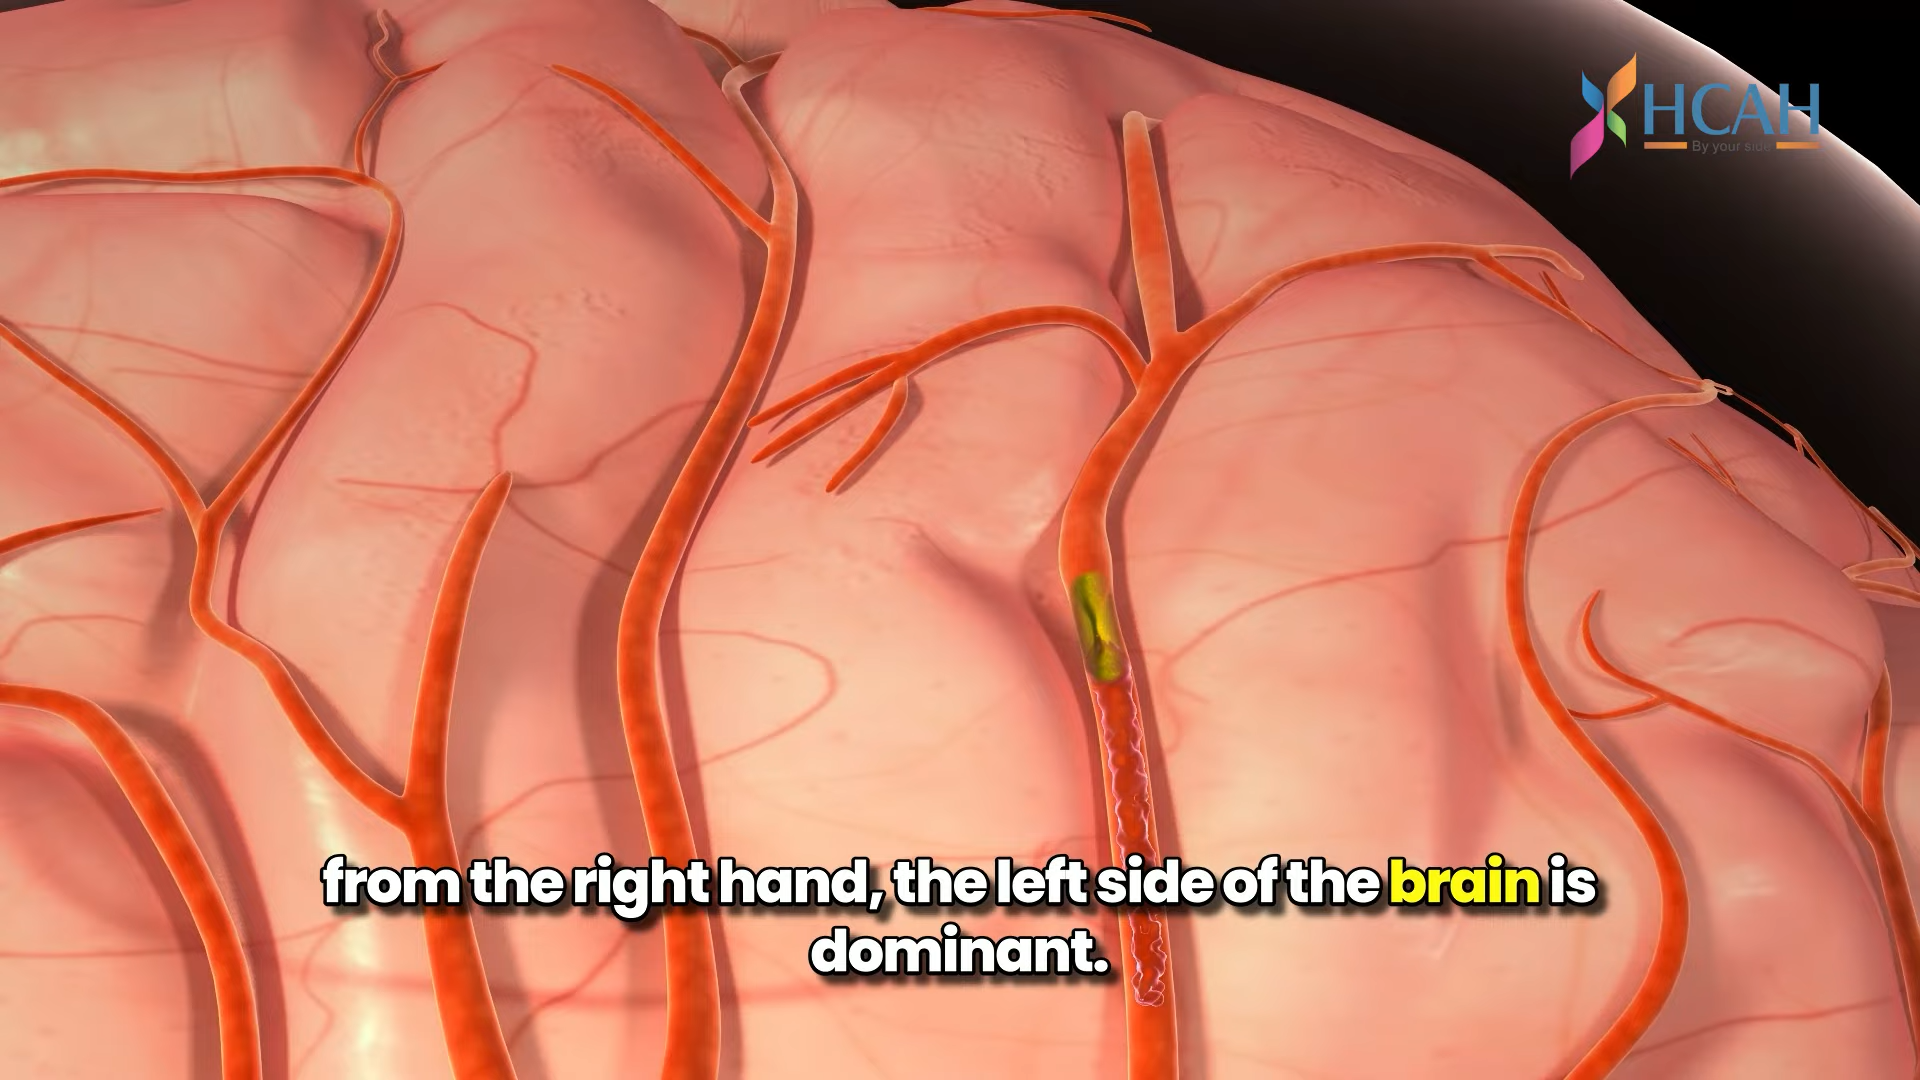 HCAH
By your side
from the right hand, the left side of the brain is
dominant.